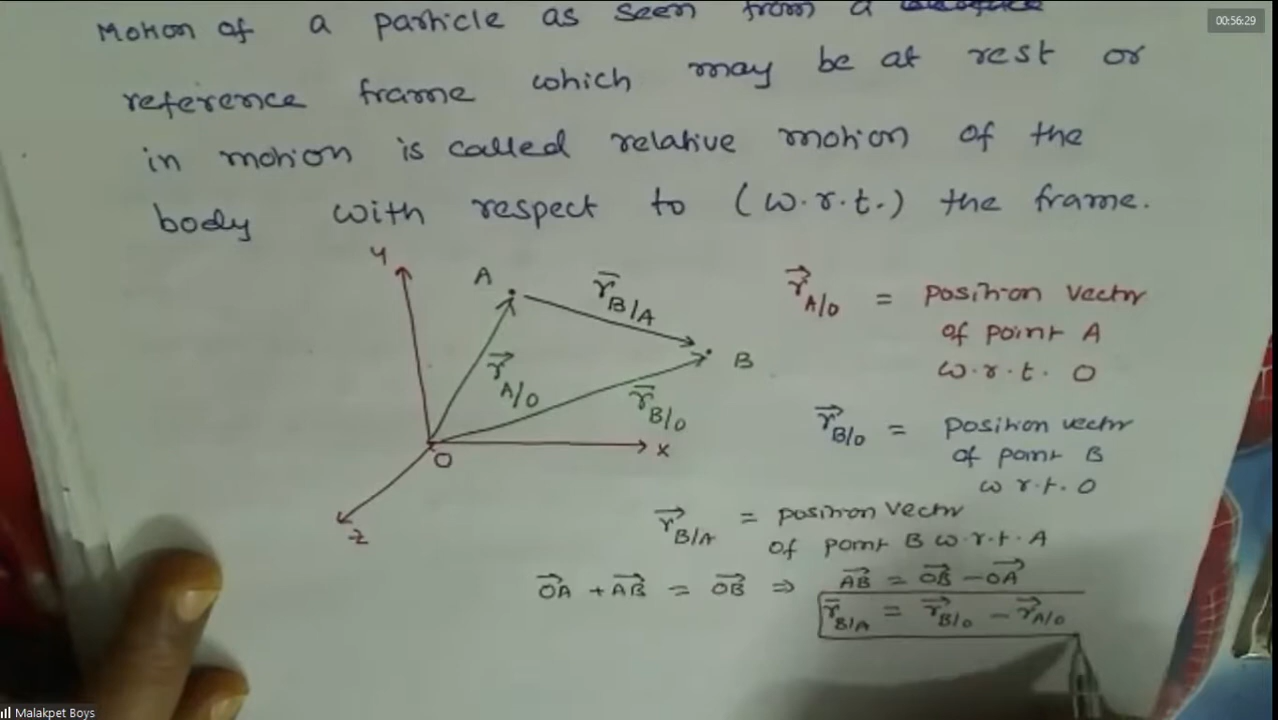 00:56:29
Motion of a particle as seen from a
reference frame which may be at rest or
in motion is called relative motion of the
body with respect to (w.r.t.) the frame.
Y
A
r⃗B/A
B
r⃗A/O
r⃗B/O
O
X
Z
r⃗A/O = position vector
of point A
w.r.t. O
r⃗B/O = position vector
of point B
w r.t. O
r⃗B/A = position vector
of point B w.r.t. A
OA⃗ + AB⃗ = OB⃗ ⇒ AB⃗ = OB⃗ − OA⃗
r⃗B/A = r⃗B/O − r⃗A/O
Malakpet Boys